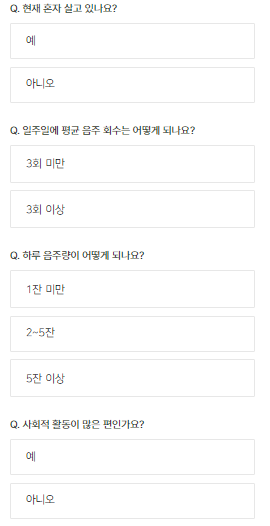 Q. 현재 혼자 살고 있나요?
예
아니오
Q. 일주일에 평균 음주 회수는 어떻게 되나요?
3회 미만
3회 이상
Q. 하루 음주량이 어떻게 되나요?
1잔 미만
2~5잔
5잔 이상
Q. 사회적 활동이 많은 편인가요?
예
아니오